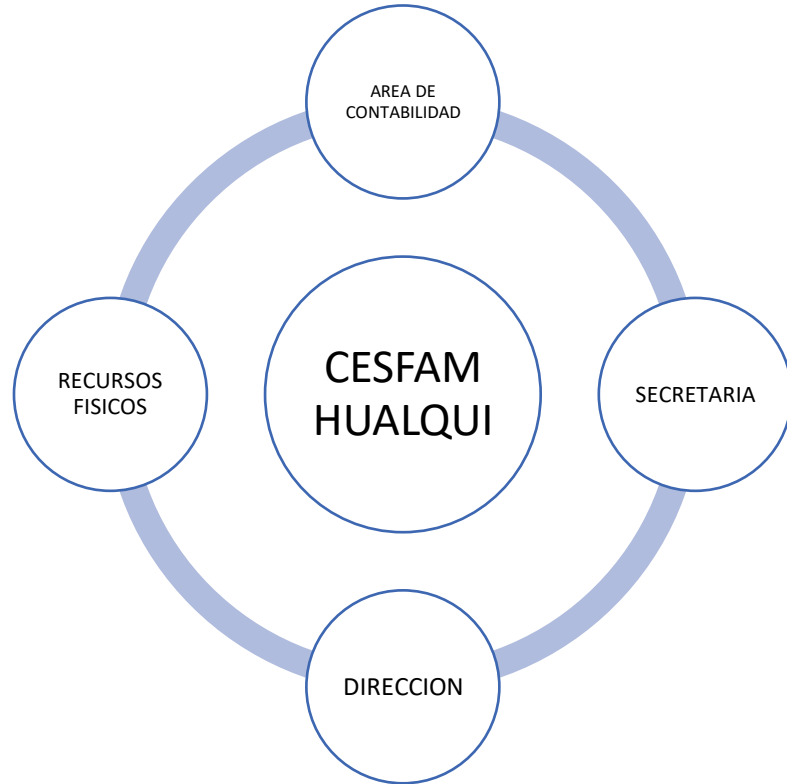 AREA DE
CONTABILIDAD
RECURSOS
FISICOS
CESFAM
HUALQUI
SECRETARIA
DIRECCION